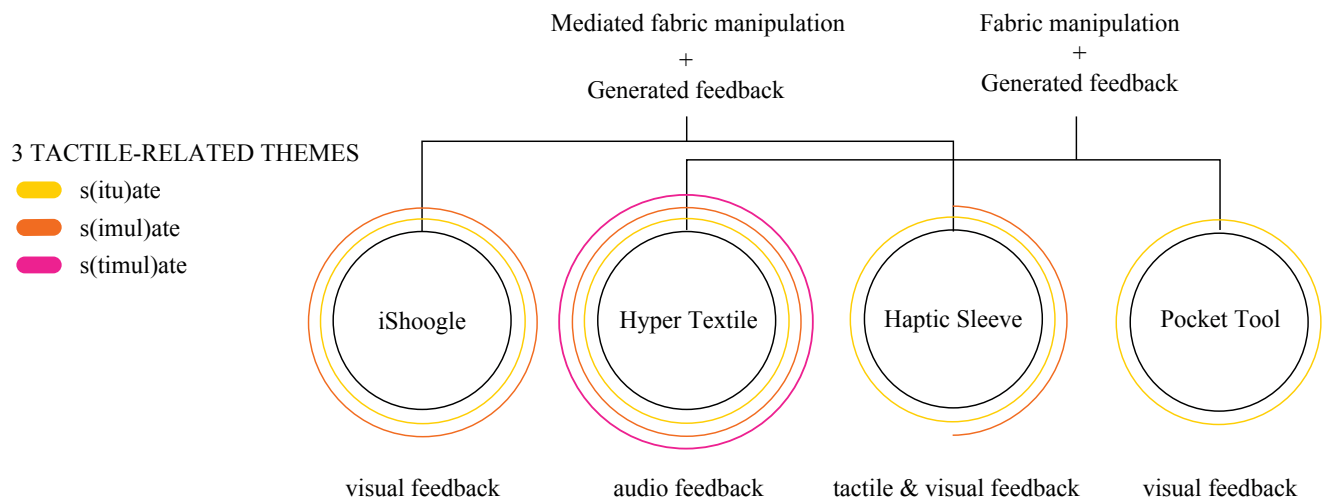 Mediated fabric manipulation
+
Generated feedback
Fabric manipulation
+
Generated feedback
3 TACTILE-RELATED THEMES
s(itu)ate
s(imul)ate
s(timul)ate
iShoogle
Hyper Textile
Haptic Sleeve
Pocket Tool
visual feedback
audio feedback
tactile & visual feedback
visual feedback